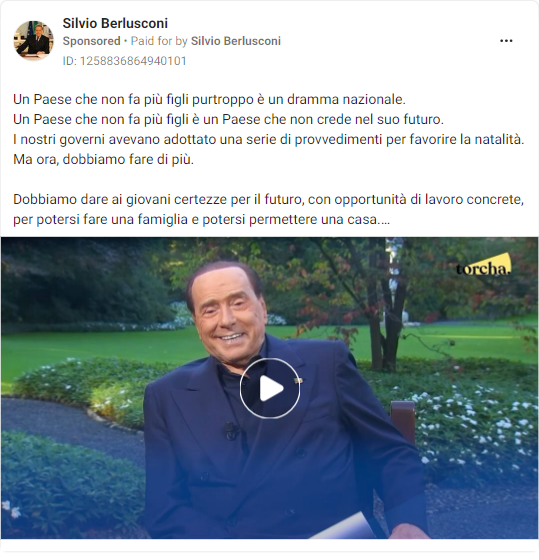 Silvio Berlusconi
Sponsored • Paid for by Silvio Berlusconi
ID: 1258836864940101
Un Paese che non fa più figli purtroppo è un dramma nazionale.
Un Paese che non fa più figli è un Paese che non crede nel suo futuro.
I nostri governi avevano adottato una serie di provvedimenti per favorire la natalità.
Ma ora, dobbiamo fare di più.
Dobbiamo dare ai giovani certezze per il futuro, con opportunità di lavoro concrete,
per potersi fare una famiglia e potersi permettere una casa....
torcha.